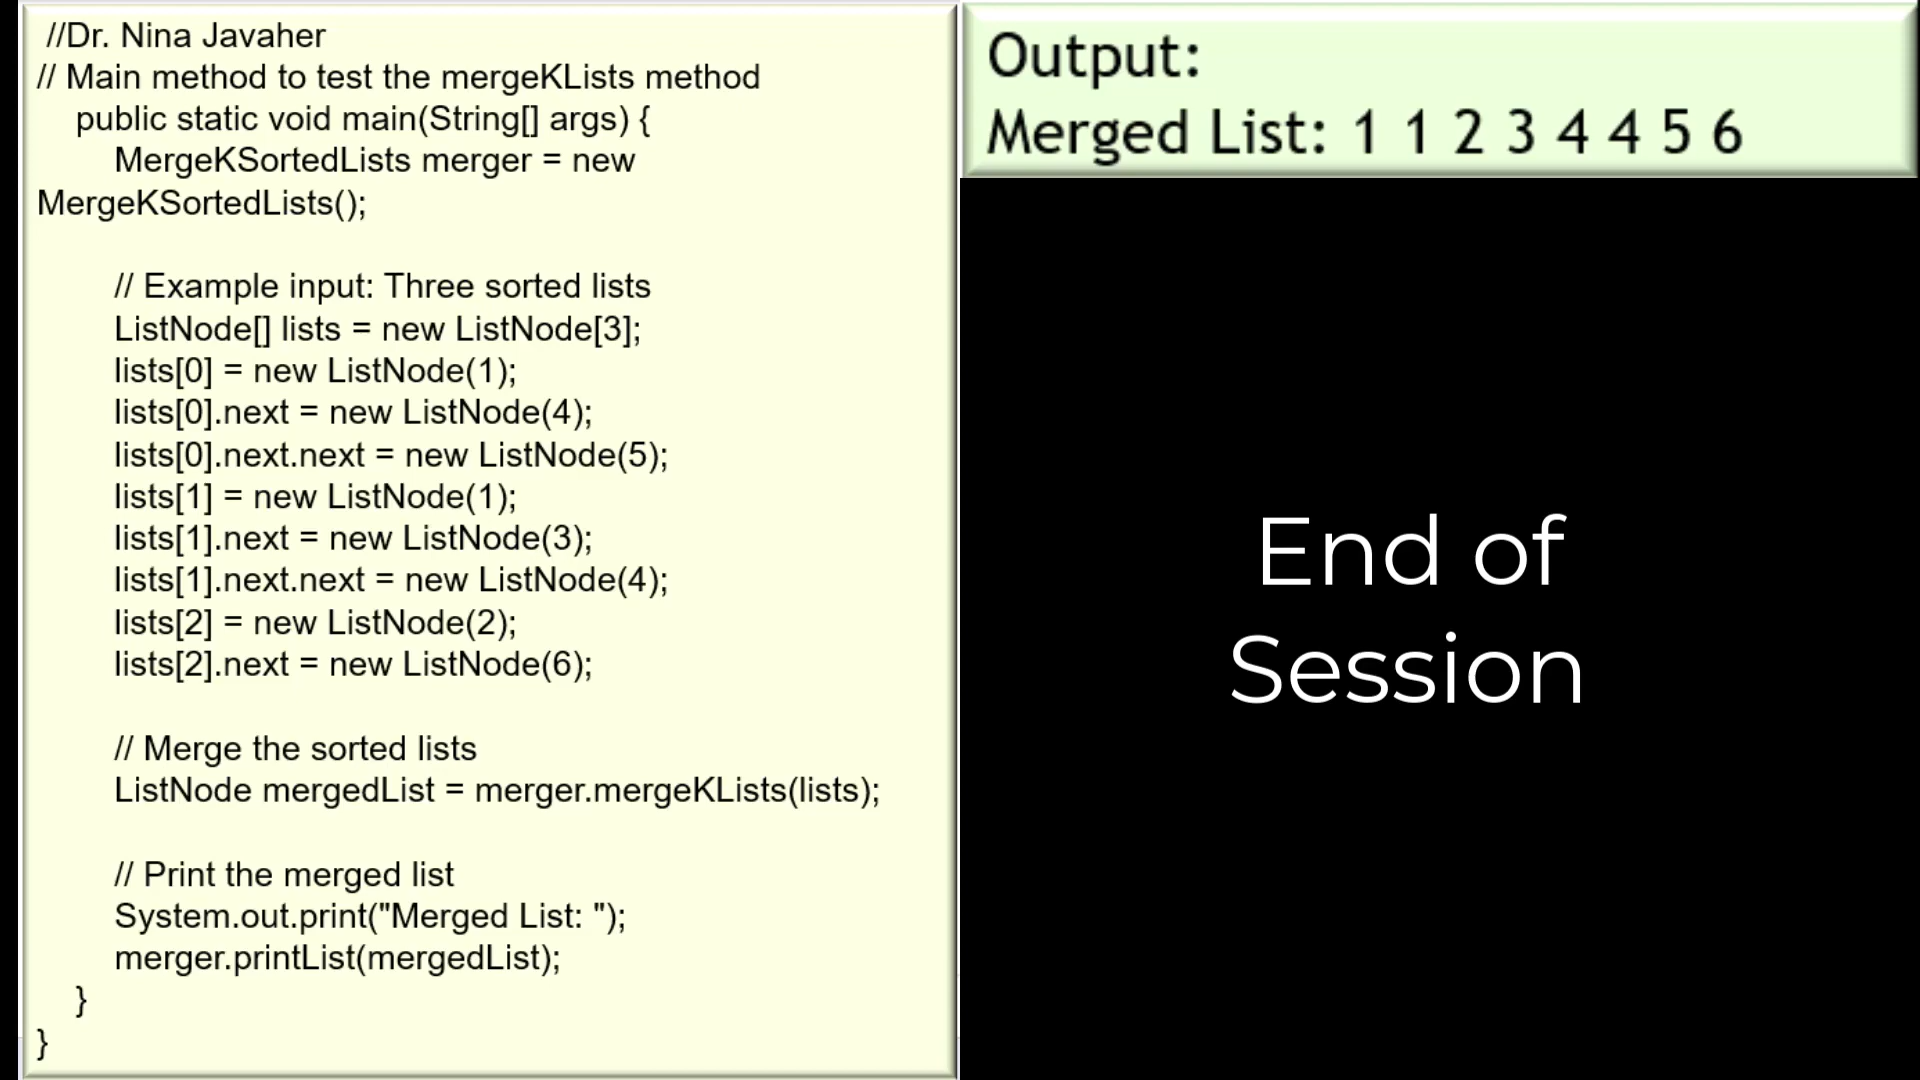 //Dr. Nina Javaher
// Main method to test the mergeKLists method
public static void main(String[] args) {
MergeKSortedLists merger = new
MergeKSortedLists();
// Example input: Three sorted lists
ListNode[] lists = new ListNode[3];
lists[0] = new ListNode(1);
lists[0].next = new ListNode(4);
lists[0].next.next = new ListNode(5);
lists[1] = new ListNode(1);
lists[1].next = new ListNode(3);
lists[1].next.next = new ListNode(4);
lists[2] = new ListNode(2);
lists[2].next = new ListNode(6);
// Merge the sorted lists
ListNode mergedList = merger.mergeKLists(lists);
// Print the merged list
System.out.print("Merged List: ");
merger.printList(mergedList);
}
}
Output:
Merged List: 1 1 2 3 4 4 5 6
End of
Session